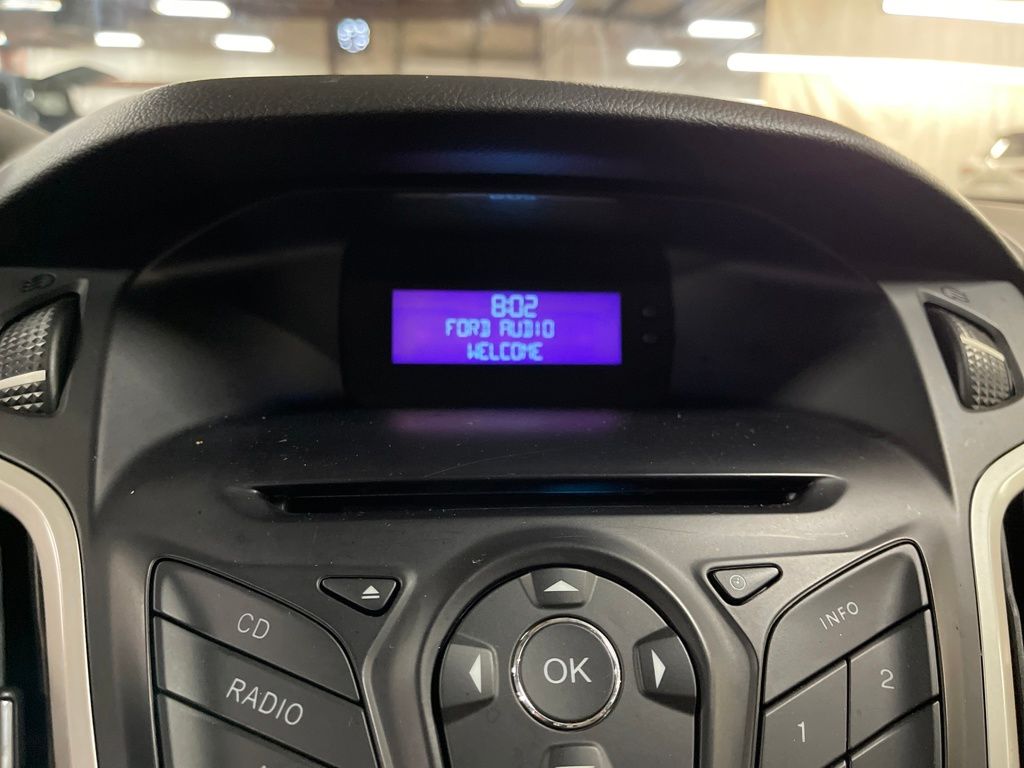 8:02
FORD AUDIO
WELCOME
CD
RADIO
OK
INFO
1
2